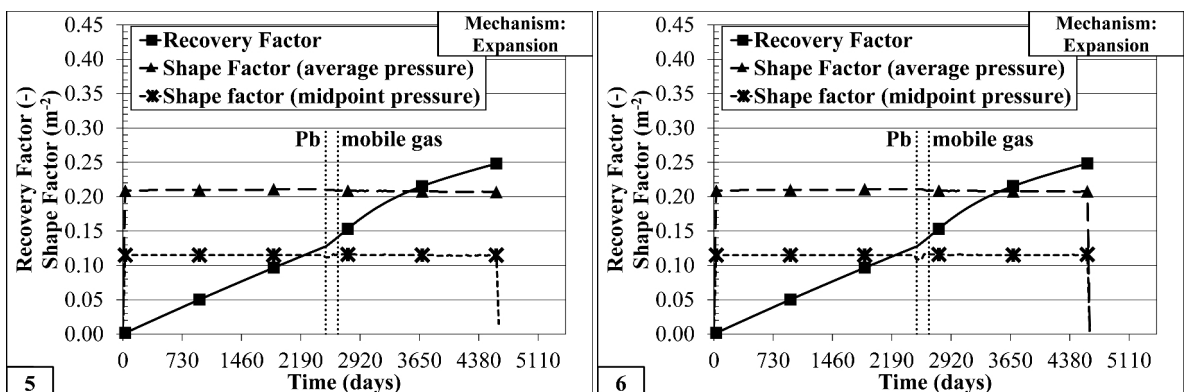 Recovery Factor (-)
Shape Factor (m⁻²)
0.45
0.40
0.35
0.30
0.25
0.20
0.15
0.10
0.05
0.00
Mechanism:
Expansion
Recovery Factor
Shape Factor (average pressure)
Shape factor (midpoint pressure)
Pb mobile gas
0 730 1460 2190 2920 3650 4380 5110
Time (days)
5
Recovery Factor (-)
Shape Factor (m⁻²)
0.45
0.40
0.35
0.30
0.25
0.20
0.15
0.10
0.05
0.00
Mechanism:
Expansion
Recovery Factor
Shape Factor (average pressure)
Shape factor (midpoint pressure)
Pb mobile gas
0 730 1460 2190 2920 3650 4380 5110
Time (days)
6